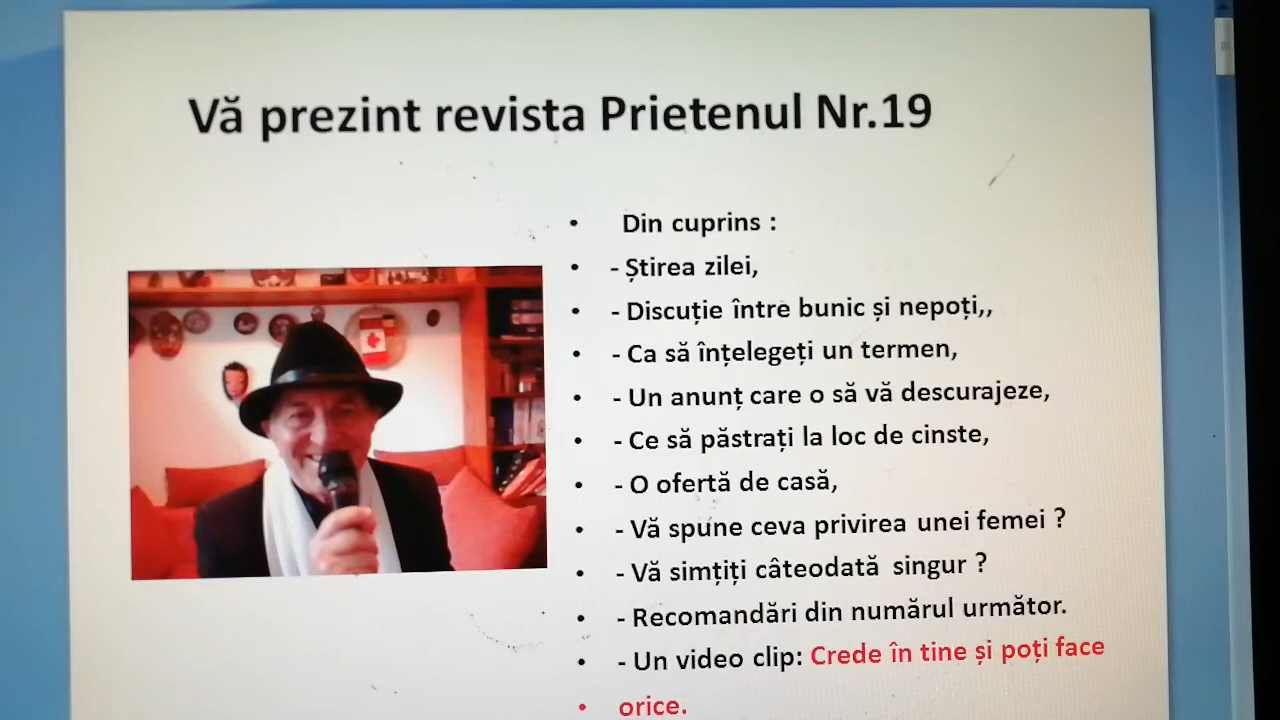 Vă prezint revista Prietenul Nr.19
• Din cuprins :
• - Știrea zilei,
• - Discuție între bunic și nepoți,,
• - Ca să înțelegeți un termen,
• - Un anunț care o să vă descurajeze,
• - Ce să păstrați la loc de cinste,
• - O ofertă de casă,
• - Vă spune ceva privirea unei femei ?
• - Vă simțiți câteodată singur ?
• - Recomandări din numărul următor.
• - Un video clip: Crede în tine și poți face
• orice.